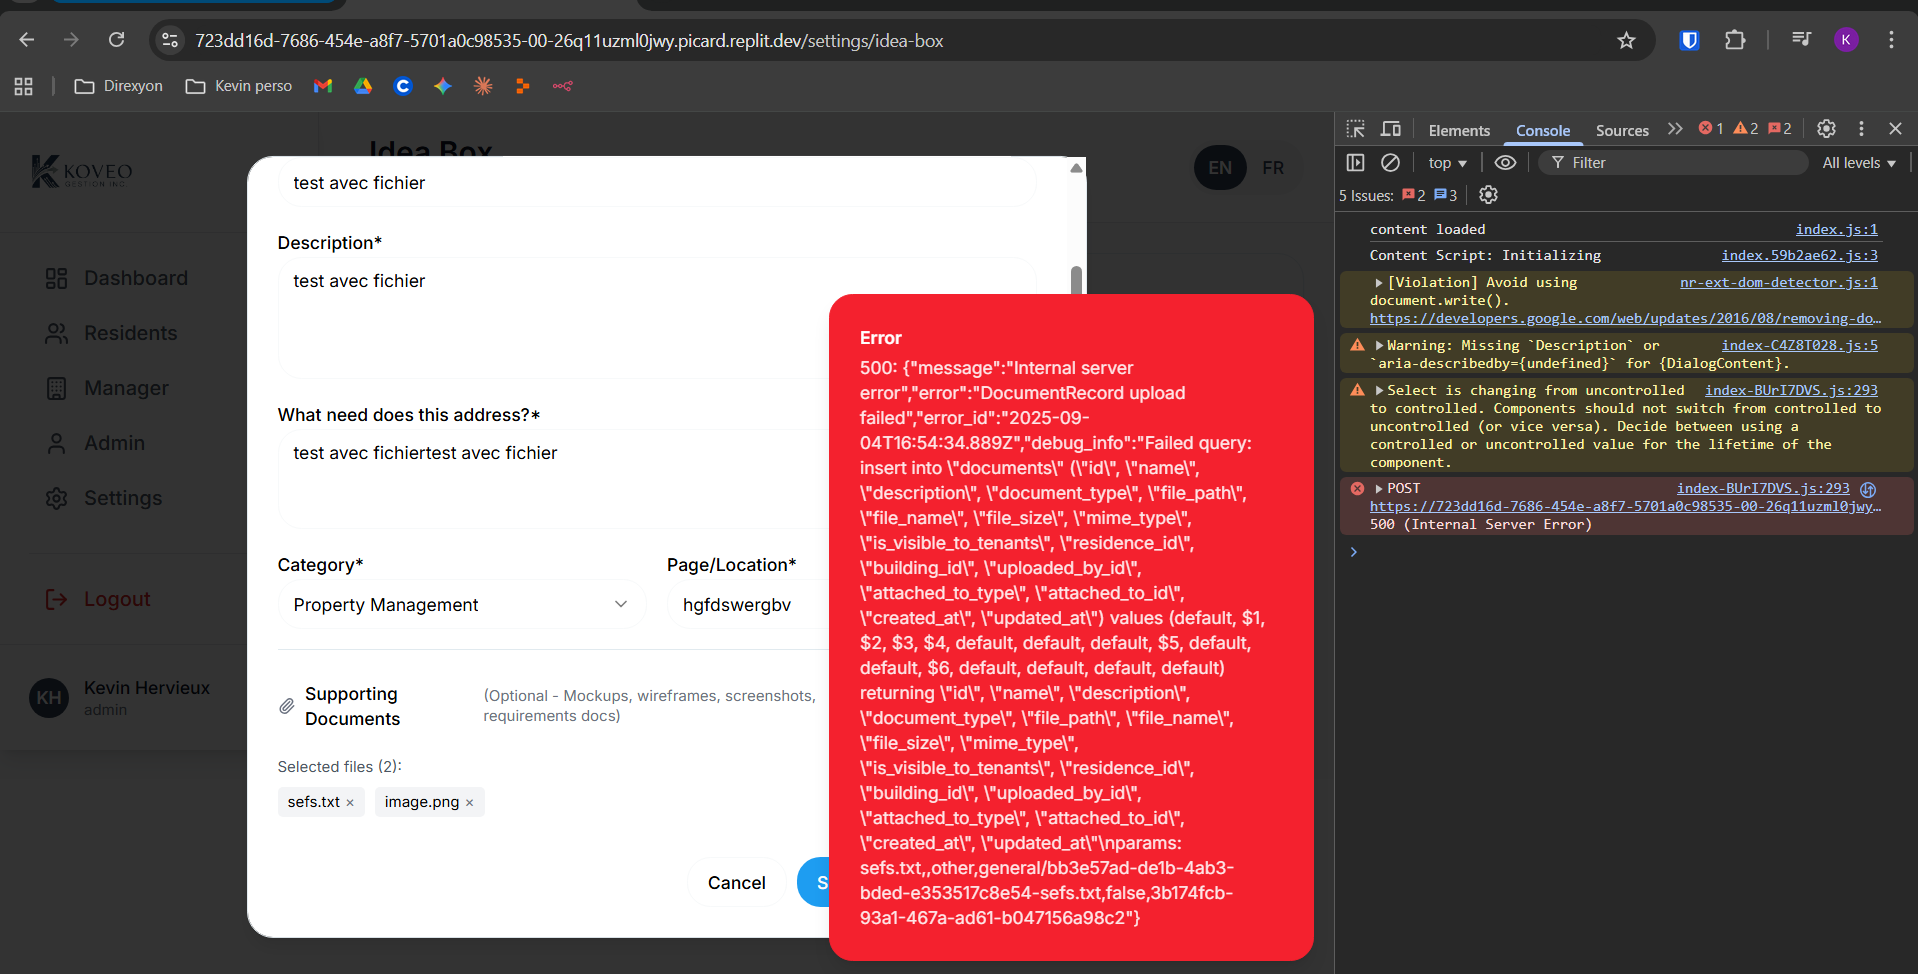 723dd16d-7686-454e-a8f7-5701a0c98535-00-26q11uzml0jwy.picard.replit.dev/settings/idea-box
K
Direxyon
Kevin perso
KOVEO
GESTION INC.
Dashboard
Residents
Manager
Admin
Settings
Logout
KH
Kevin Hervieux
admin
Idea Box
EN
FR
test avec fichier
Description*
test avec fichier
What need does this address?*
test avec fichiertest avec fichier
Category*
Page/Location*
Property Management
hgfdswergbv
Supporting
Documents
(Optional - Mockups, wireframes, screenshots,
requirements docs)
Selected files (2):
sefs.txt ×
image.png ×
Cancel
S
Error
500: {"message":"Internal server
error","error":"DocumentRecord upload
failed","error_id":"2025-09-
04T16:54:34.889Z","debug_info":"Failed query:
insert into \"documents\" (\"id\", \"name\",
\"description\", \"document_type\", \"file_path\",
\"file_name\", \"file_size\", \"mime_type\",
\"is_visible_to_tenants\", \"residence_id\",
\"building_id\", \"uploaded_by_id\",
\"attached_to_type\", \"attached_to_id\",
\"created_at\", \"updated_at\") values (default, $1,
$2, $3, $4, default, default, default, $5, default,
default, $6, default, default, default, default)
returning \"id\", \"name\", \"description\",
\"document_type\", \"file_path\", \"file_name\",
\"file_size\", \"mime_type\",
\"is_visible_to_tenants\", \"residence_id\",
\"building_id\", \"uploaded_by_id\",
\"attached_to_type\", \"attached_to_id\",
\"created_at\", \"updated_at\"\nparams:
sefs.txt,,other,general/bb3e57ad-de1b-4ab3-
bded-e353517c8e54-sefs.txt,false,3b174fcb-
93a1-467a-ad61-b047156a98c2"}
Elements
Console
Sources
1
2
2
top
Filter
All levels
5 Issues: 2 3
content loaded index.js:1
Content Script: Initializing index.59b2ae62.js:3
[Violation] Avoid using nr-ext-dom-detector.js:1
document.write().
https://developers.google.com/web/updates/2016/08/removing-do…
Warning: Missing `Description` or index-C4Z8T028.js:5
`aria-describedby={undefined}` for {DialogContent}.
Select is changing from uncontrolled index-BUrI7DVS.js:293
to controlled. Components should not switch from controlled to
uncontrolled (or vice versa). Decide between using a
controlled or uncontrolled value for the lifetime of the
component.
POST index-BUrI7DVS.js:293
https://723dd16d-7686-454e-a8f7-5701a0c98535-00-26q11uzml0jwy…
500 (Internal Server Error)